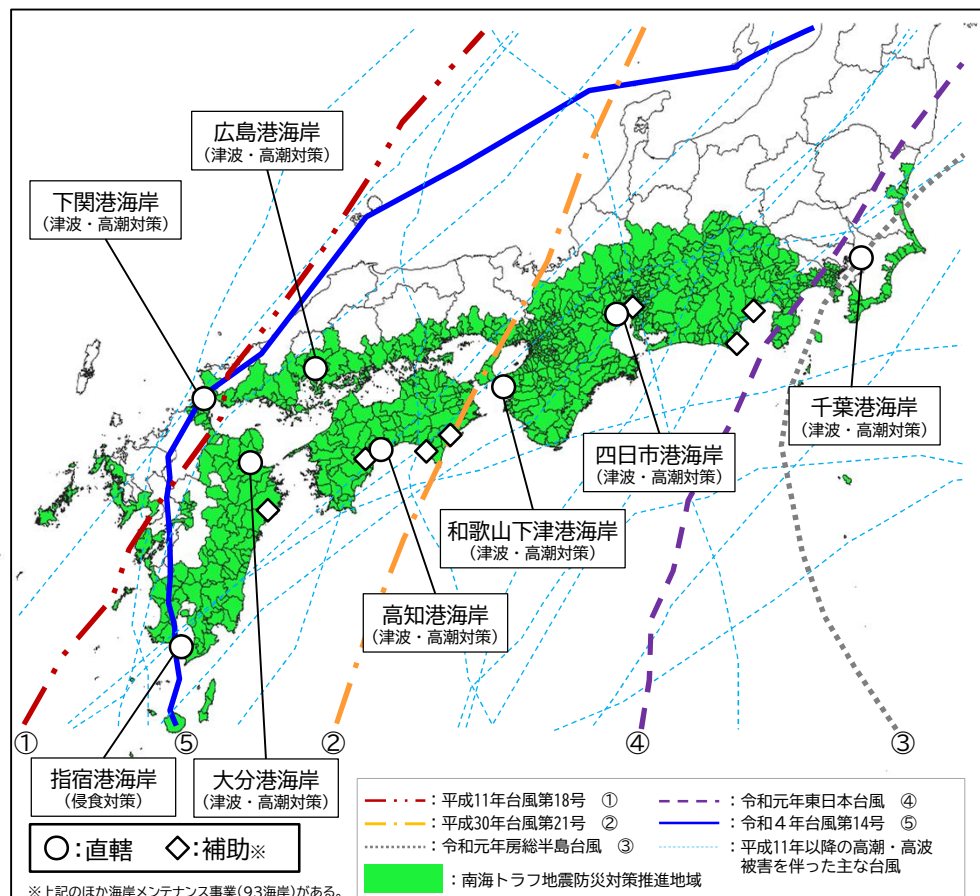 広島港海岸
（津波・高潮対策）
下関港海岸
（津波・高潮対策）
千葉港海岸
（津波・高潮対策）
四日市港海岸
（津波・高潮対策）
和歌山下津港海岸
（津波・高潮対策）
高知港海岸
（津波・高潮対策）
① ⑤ ② ④ ③
指宿港海岸
（侵食対策）
大分港海岸
（津波・高潮対策）
：直轄 ：補助※
※上記のほか海岸メンテナンス事業(93海岸)がある。
：平成11年台風第18号 ①
：平成30年台風第21号 ②
：令和元年房総半島台風 ③
：令和元年東日本台風 ④
：令和４年台風第14号 ⑤
：平成11年以降の高潮・高波
被害を伴った主な台風
：南海トラフ地震防災対策推進地域